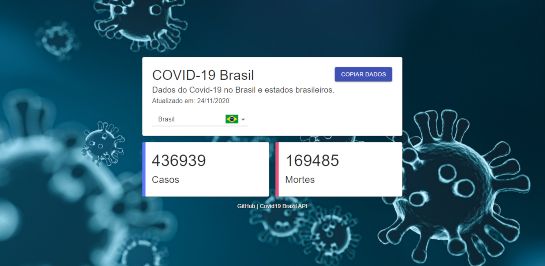 COVID-19 Brasil
COPIAR DADOS
Dados do Covid-19 no Brasil e estados brasileiros.
Atualizado em: 24/11/2020
Brasil
436939
169485
Casos
Mortes
GitHub | Covid19 Brazil API